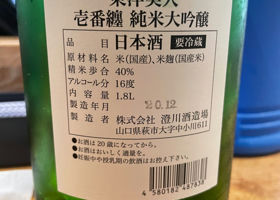 東洋美人
壱番纏 純米大吟醸
日本酒 要冷蔵
原材料名 米(国産)、米麹(国産米)
精米歩合 40%
アルコール分 16度
内容量 1.8L
製造年月 20.12.
製造者 株式会社 澄川酒造場
山口県萩市大字中小川611
●お酒は20歳になってから。
●お酒はおいしく適量を。
●妊娠中や授乳期の飲酒はお控え下さい。
4 580182 487838